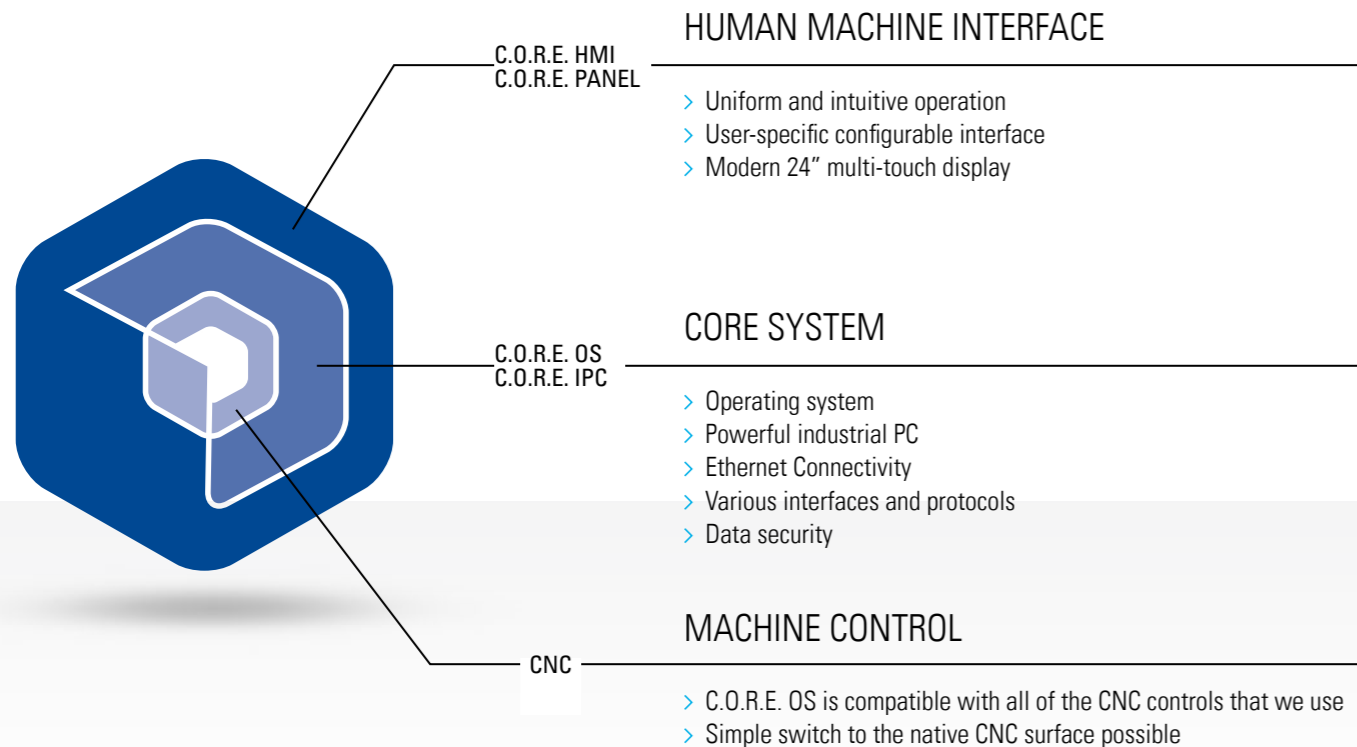 HUMAN MACHINE INTERFACE
C.O.R.E. HMI
C.O.R.E. PANEL
> Uniform and intuitive operation
> User-specific configurable interface
> Modern 24” multi-touch display
CORE SYSTEM
C.O.R.E. OS
C.O.R.E. IPC
> Operating system
> Powerful industrial PC
> Ethernet Connectivity
> Various interfaces and protocols
> Data security
MACHINE CONTROL
CNC
> C.O.R.E. OS is compatible with all of the CNC controls that we use
> Simple switch to the native CNC surface possible